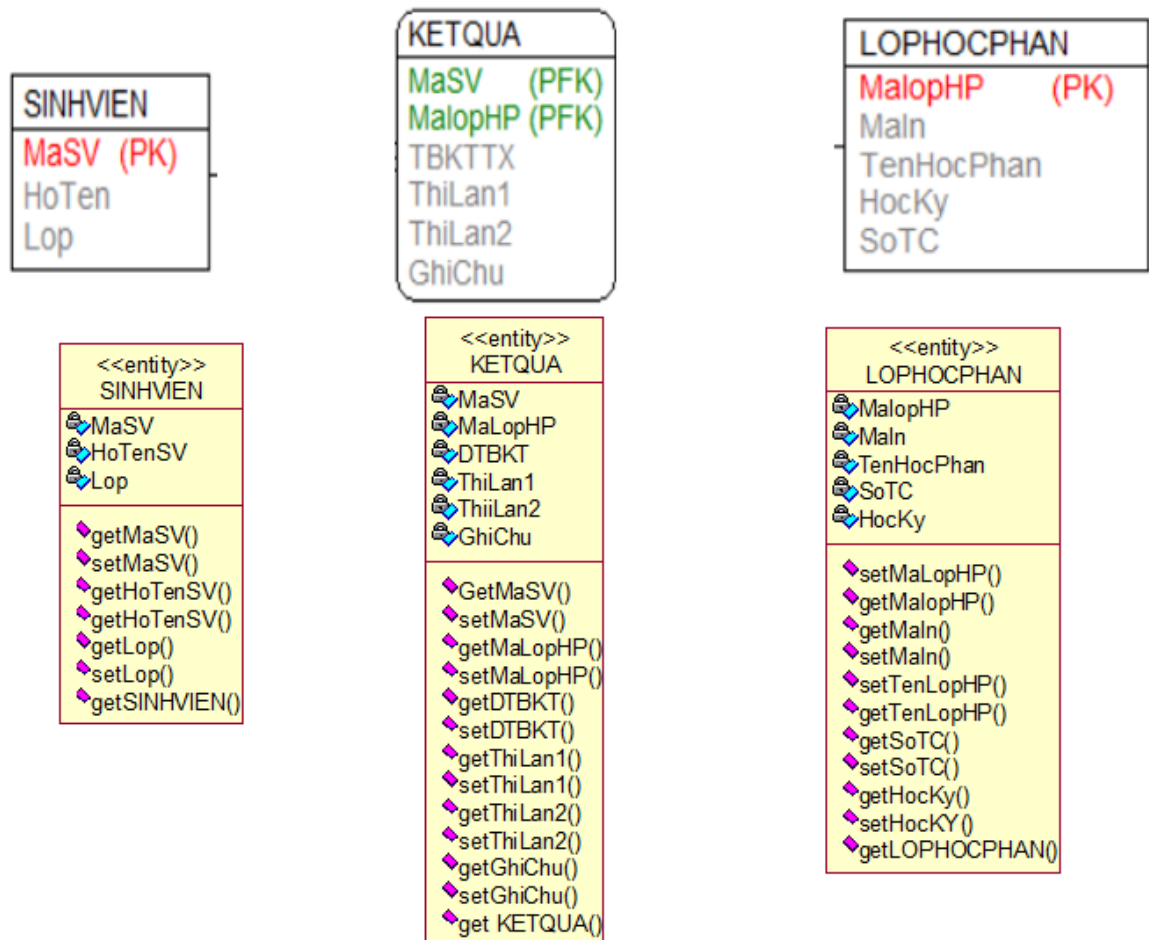 SINHVIEN
MaSV (PK)
HoTen
Lop
KETQUA
MaSV (PFK)
MalopHP (PFK)
TBKTTX
ThiLan1
ThiLan2
GhiChu
LOPHOCPHAN
MalopHP (PK)
MaIn
TenHocPhan
HocKy
SoTC
<<entity>>
SINHVIEN
MaSV
HoTenSV
Lop
getMaSV()
setMaSV()
getHoTenSV()
getHoTenSV()
getLop()
setLop()
getSINHVIEN()
<<entity>>
KETQUA
MaSV
MaLopHP
DTBKT
ThiLan1
ThiiLan2
GhiChu
GetMaSV()
setMaSV()
getMaLopHP()
setMaLopHP()
getDTBKT()
setDTBKT()
getThiLan1()
setThiLan1()
getThiLan2()
setThiLan2()
getGhiChu()
setGhiChu()
get KETQUA()
<<entity>>
LOPHOCPHAN
MalopHP
MaIn
TenHocPhan
SoTC
HocKy
setMaLopHP()
getMalopHP()
getMaIn()
setMaIn()
setTenLopHP()
getTenLopHP()
getSoTC()
setSoTC()
getHocKy()
setHocKY()
getLOPHOCPHAN()